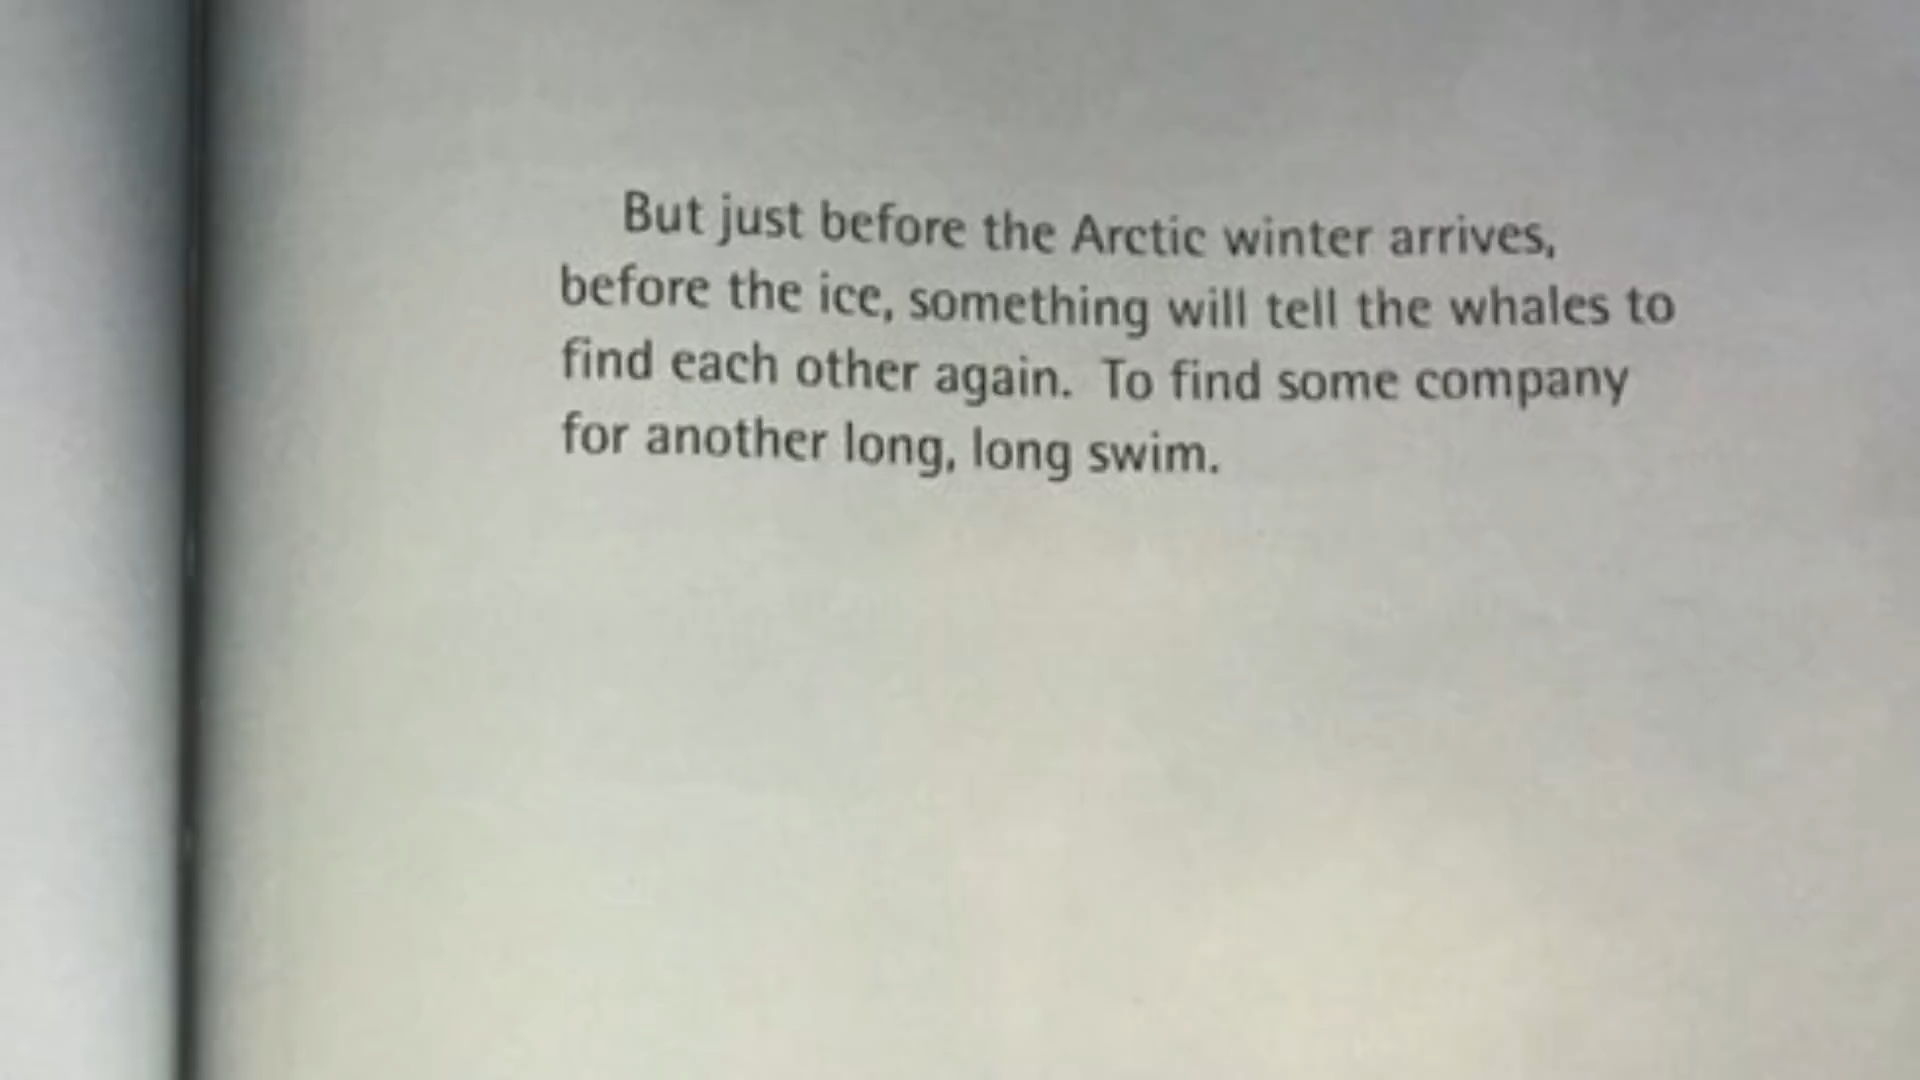 But just before the Arctic winter arrives,
before the ice, something will tell the whales to
find each other again. To find some company
for another long, long swim.